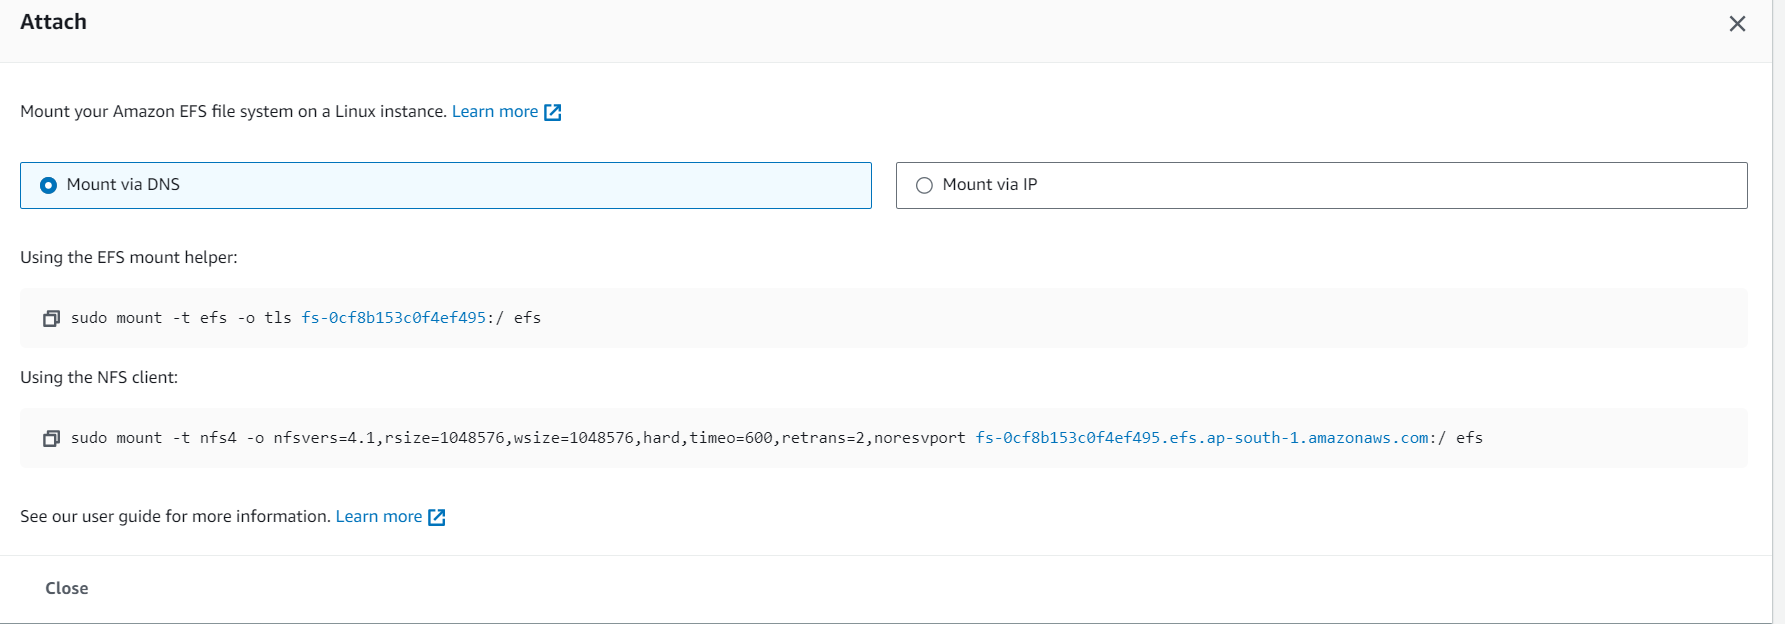 Attach
Mount your Amazon EFS file system on a Linux instance. Learn more
Mount via DNS
Mount via IP
Using the EFS mount helper:
sudo mount -t efs -o tls fs-0cf8b153c0f4ef495:/ efs
Using the NFS client:
sudo mount -t nfs4 -o nfsvers=4.1,rsize=1048576,wsize=1048576,hard,timeo=600,retrans=2,noresvport fs-0cf8b153c0f4ef495.efs.ap-south-1.amazonaws.com:/ efs
See our user guide for more information. Learn more
Close